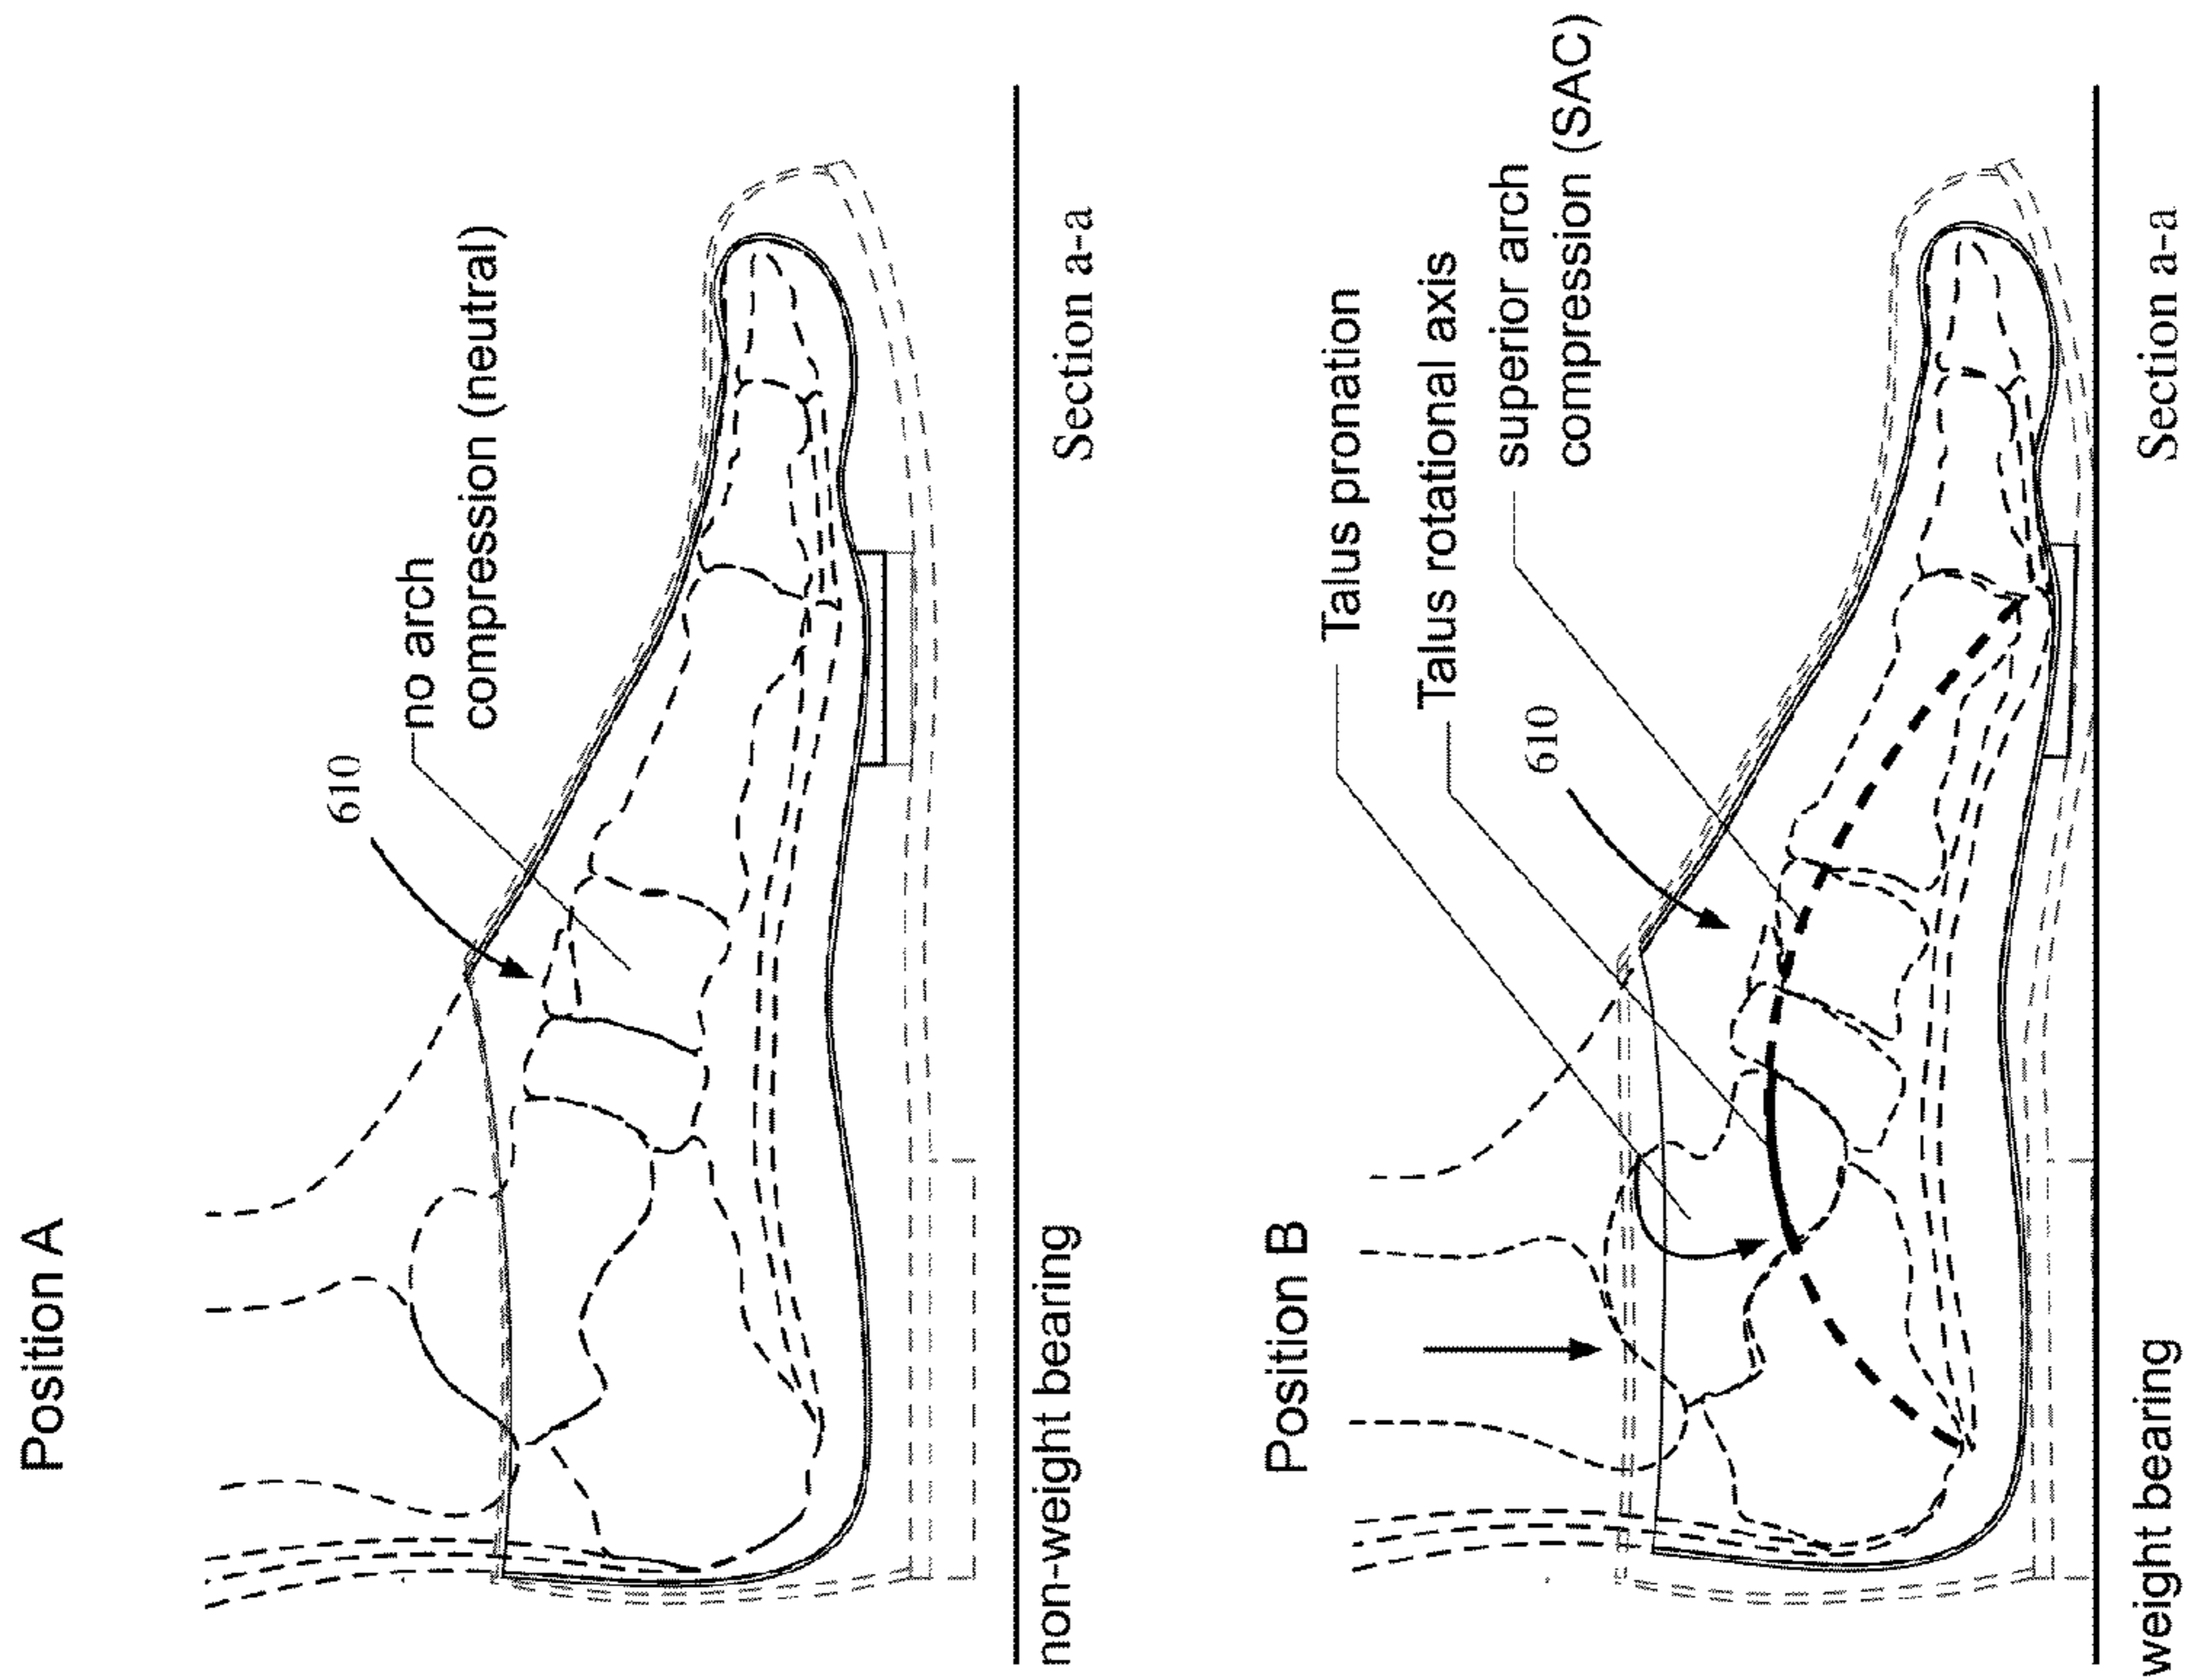 Position A
610
no arch
compression (neutral)
non-weight bearing
Section a-a
Position B
Talus pronation
Talus rotational axis
610
superior arch
compression (SAC)
weight bearing
Section a-a